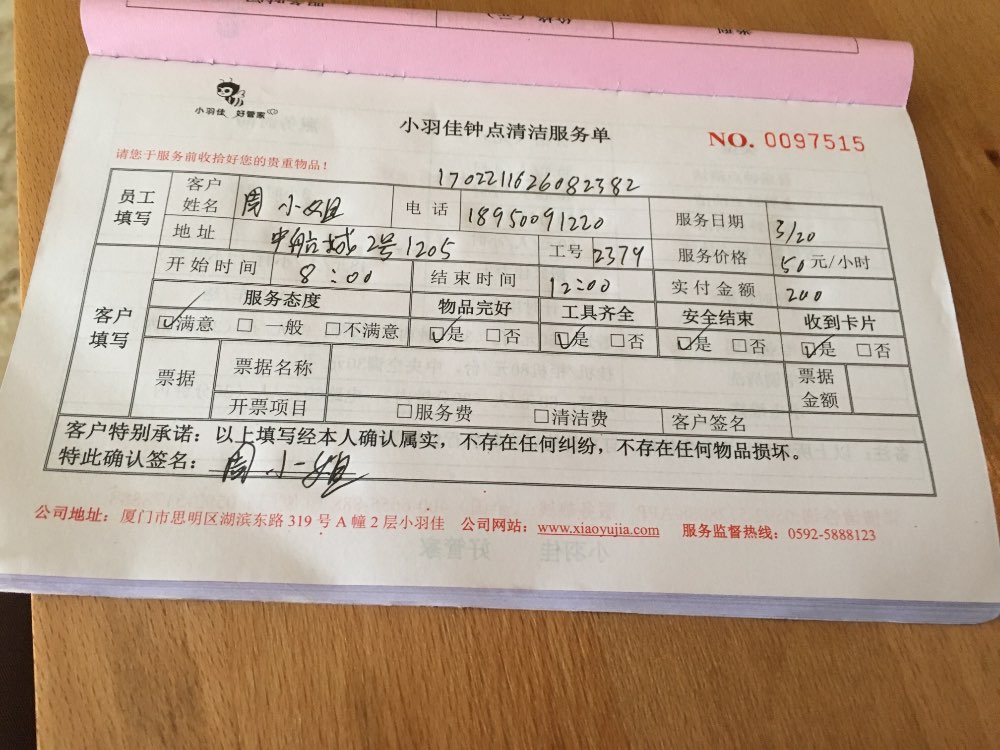 小羽佳 好管家
小羽佳钟点清洁服务单
NO. 0097515
请您于服务前收拾好您的贵重物品！
1702211626082382
员工填写 客户姓名 周小姐 电话 18950091220 服务日期 3/20
地址 中航城2号1205 工号 2379 服务价格 50元/小时
客户填写 开始时间 8:00 结束时间 12:00 实付金额 200
服务态度 物品完好 工具齐全 安全结束 收到卡片
☑满意 □一般 □不满意 ☑是 □否 ☑是 □否 ☑是 □否 ☑是 □否
票据 票据名称 票据金额
开票项目 □服务费 □清洁费 客户签名
客户特别承诺：以上填写经本人确认属实，不存在任何纠纷，不存在任何物品损坏。
特此确认签名：周小姐
公司地址：厦门市思明区湖滨东路 319 号 A 幢 2 层小羽佳 公司网站：www.xiaoyujia.com 服务监督热线：0592-5888123